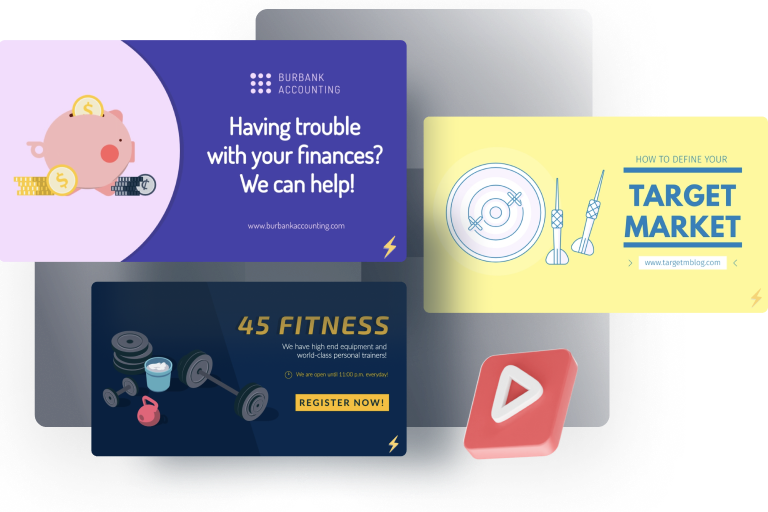 BURBANK
ACCOUNTING
Having trouble
with your finances?
We can help!
www.burbankaccounting.com
HOW TO DEFINE YOUR
TARGET
MARKET
www.targetmblog.com
45 FITNESS
We have high end equipment and
world-class personal trainers!
We are open until 11:00 p.m. everyday!
REGISTER NOW!